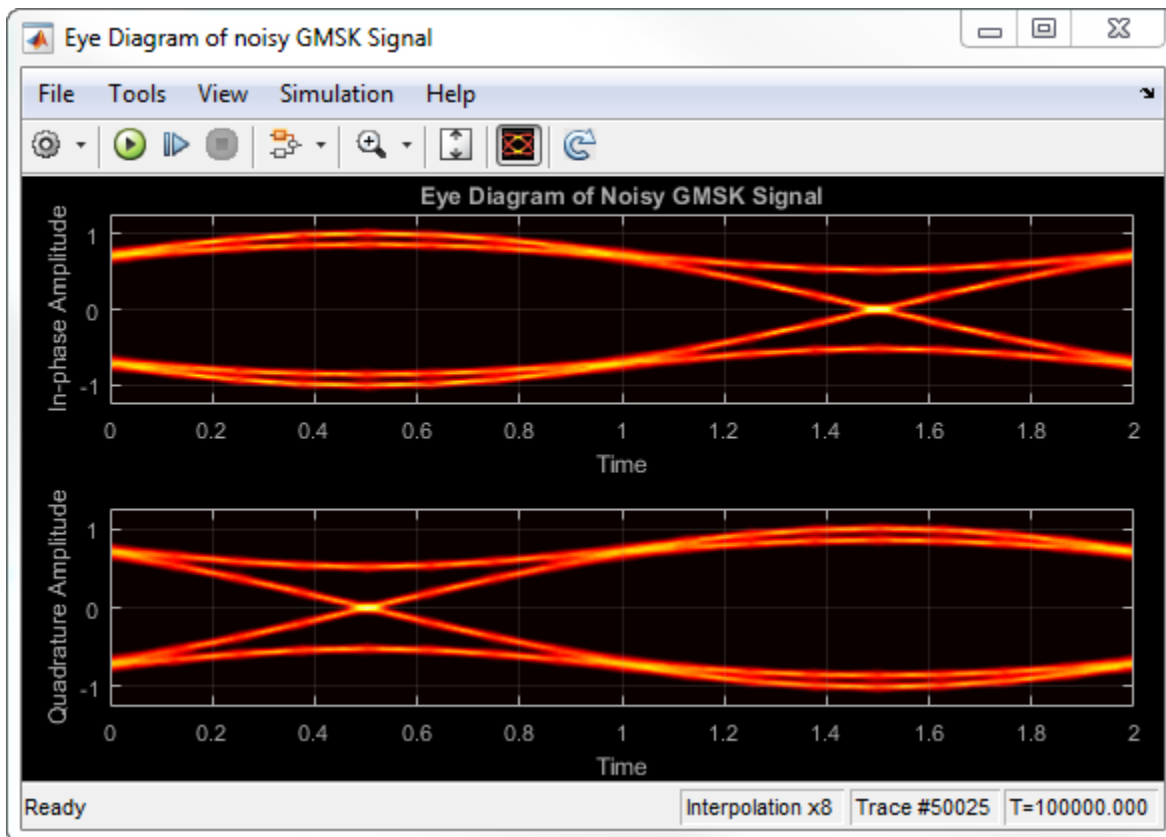 Eye Diagram of noisy GMSK Signal
File Tools View Simulation Help
Eye Diagram of Noisy GMSK Signal
In-phase Amplitude
1
0
-1
0 0.2 0.4 0.6 0.8 1 1.2 1.4 1.6 1.8 2
Time
Quadrature Amplitude
1
0
-1
0 0.2 0.4 0.6 0.8 1 1.2 1.4 1.6 1.8 2
Time
Ready Interpolation x8 Trace #50025 T=100000.000